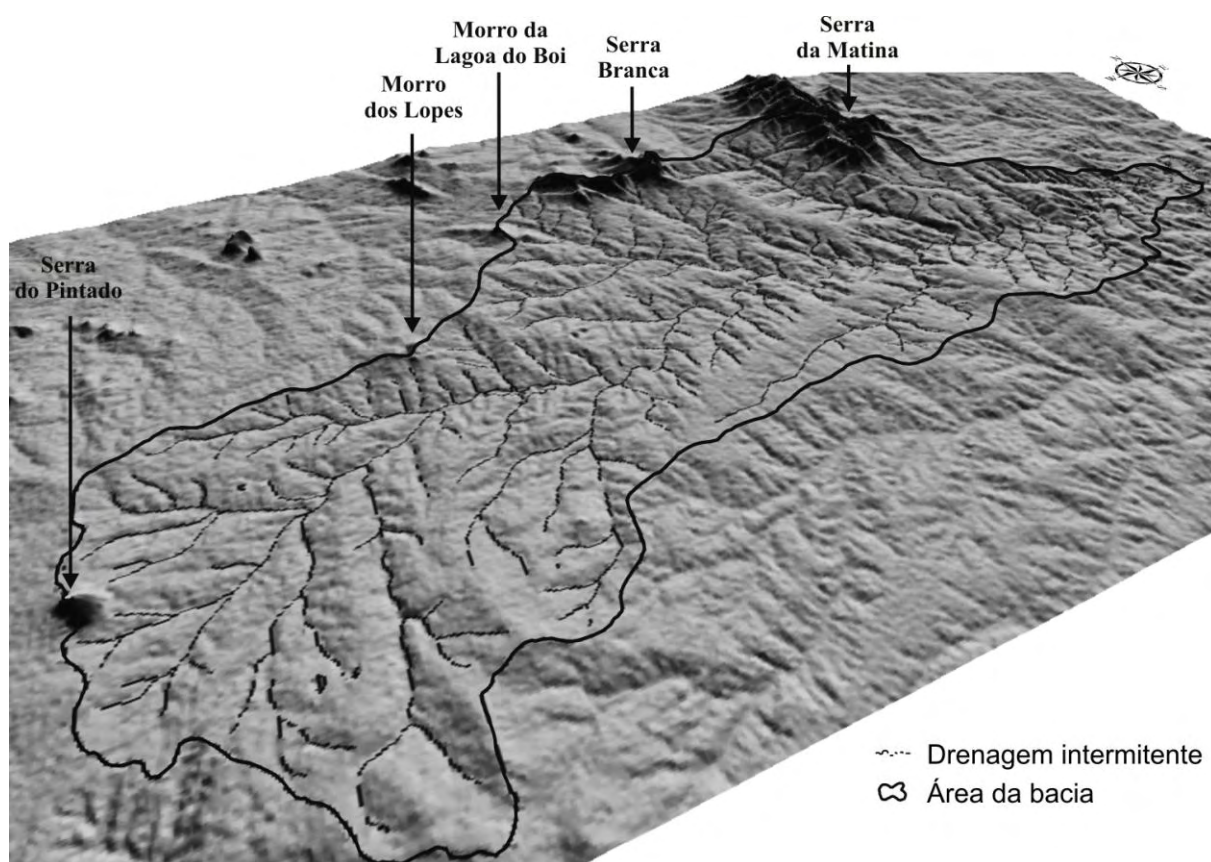 Serra
da Matina
Morro da
Lagoa do Boi
Serra
Branca
Morro
dos Lopes
Serra
do Pintado
Drenagem intermitente
Área da bacia